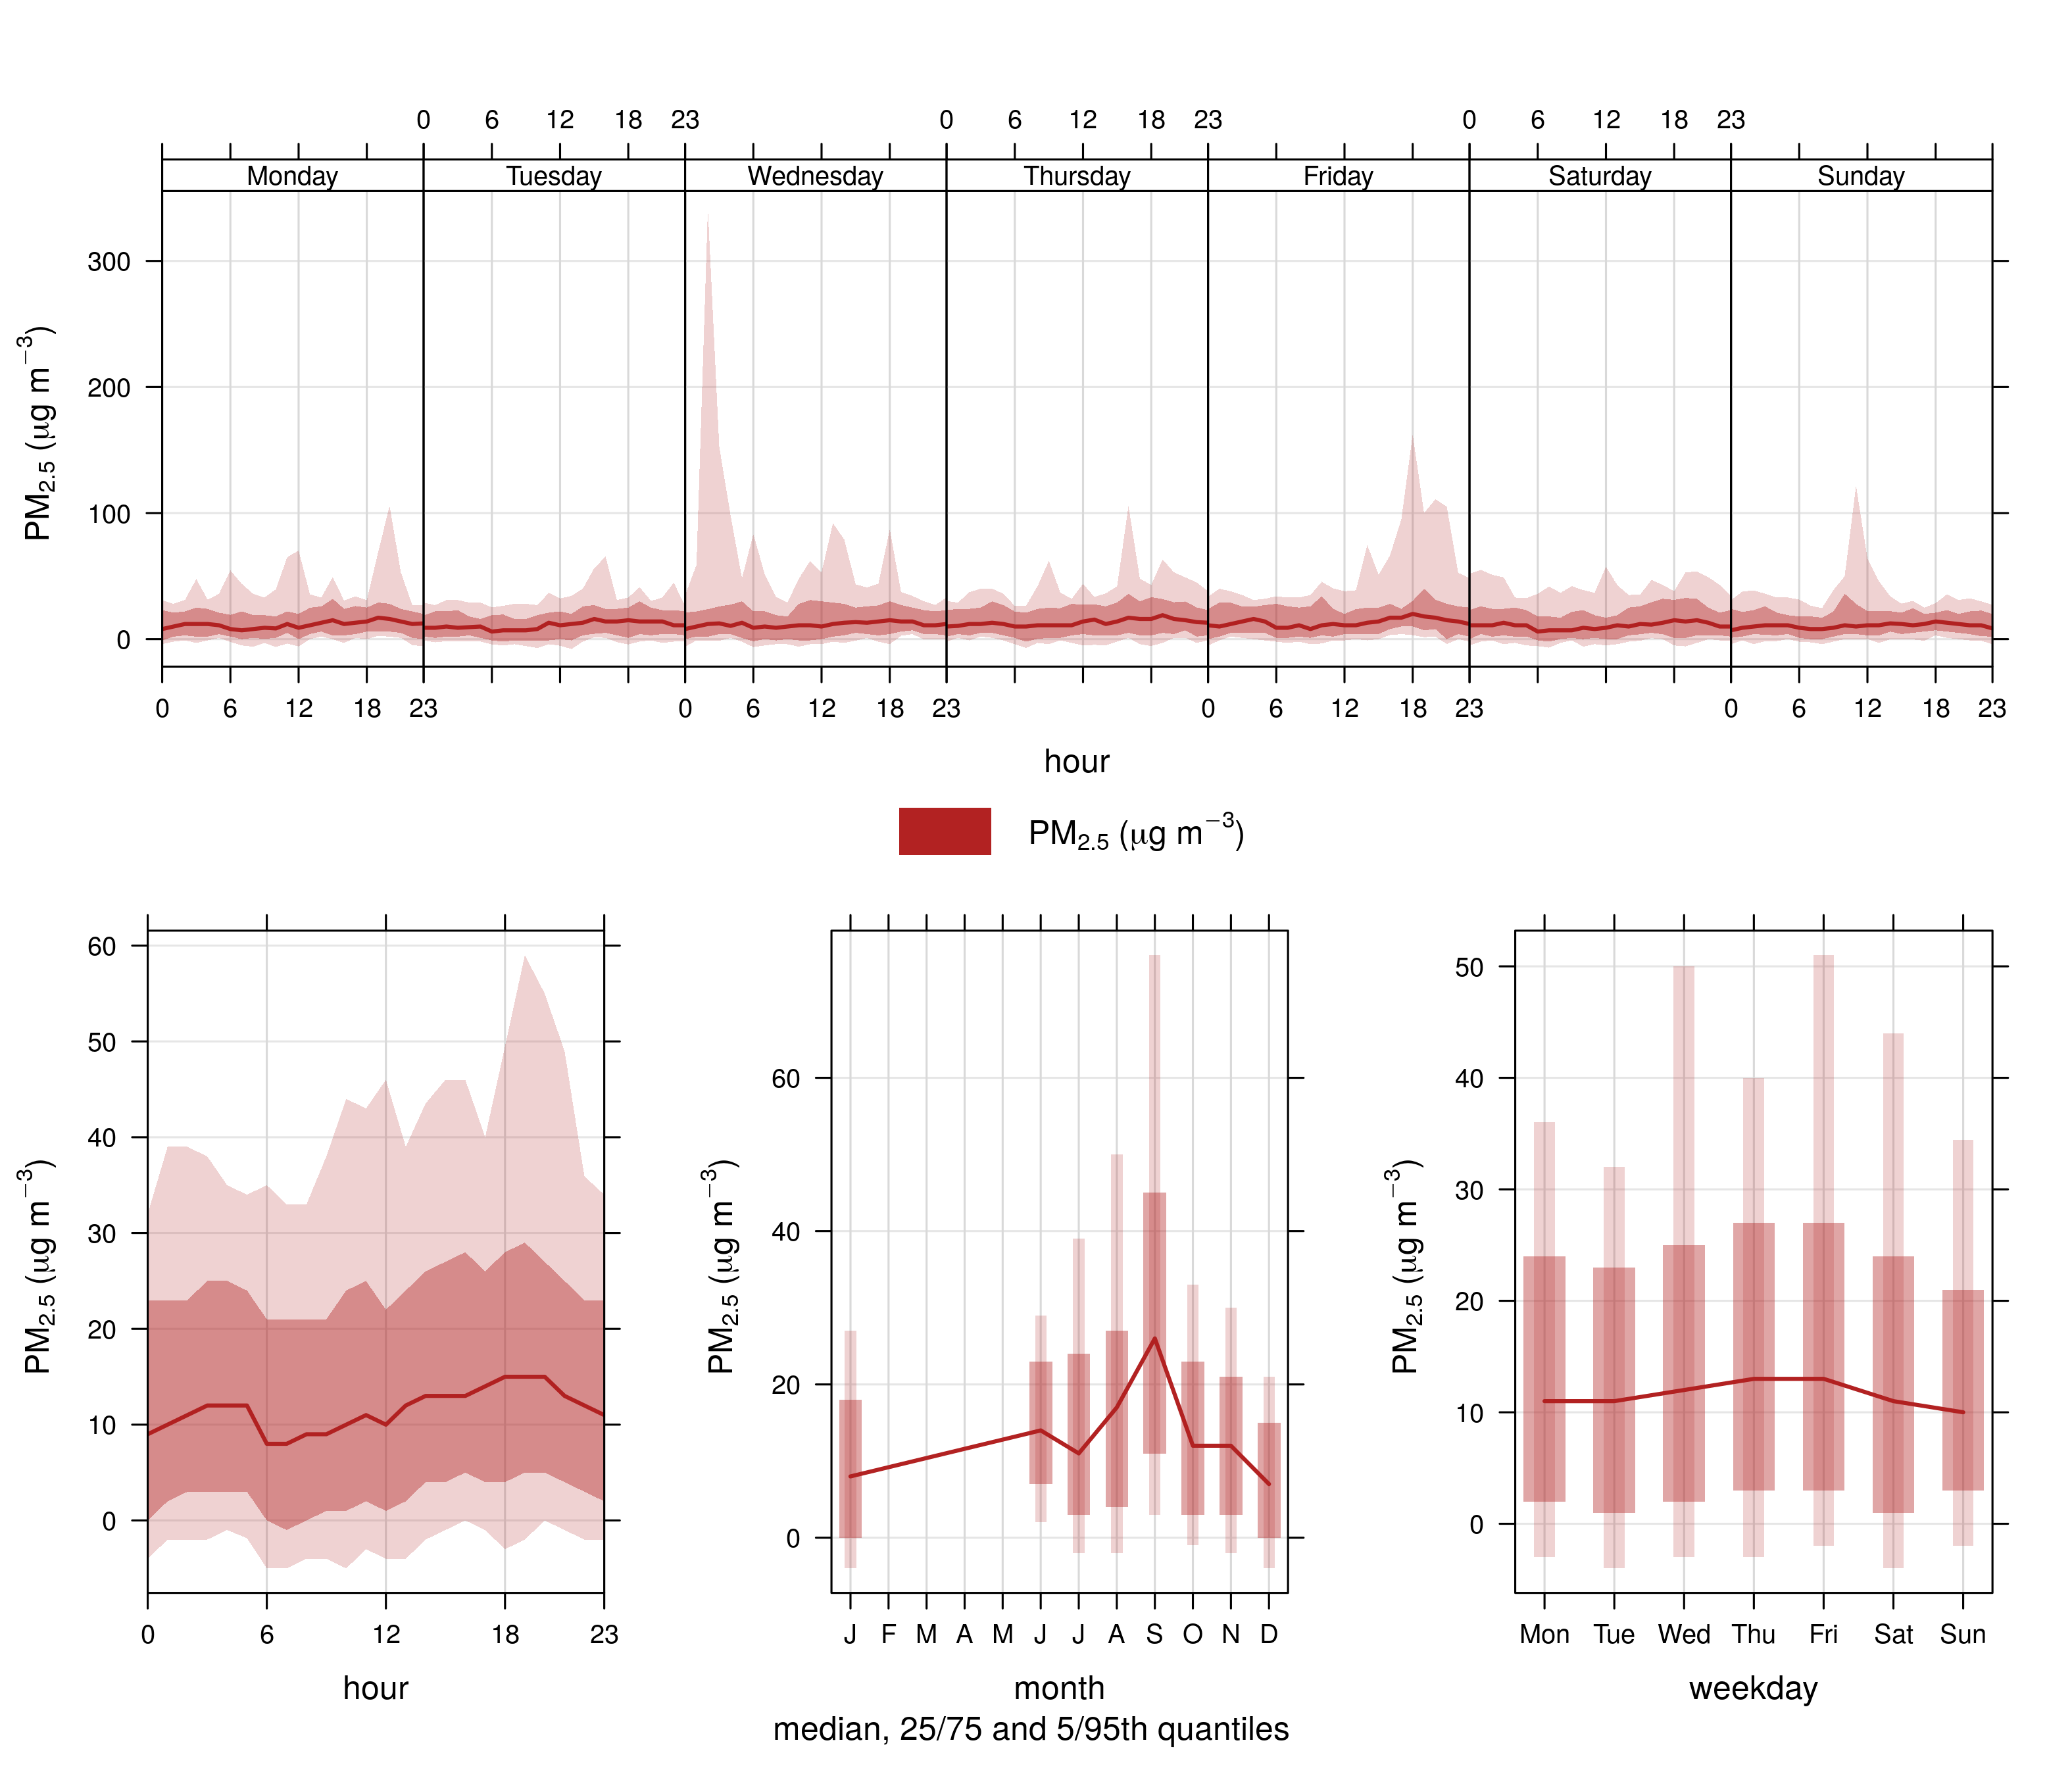 0 6 12 18 23 0 6 12 18 23 0 6 12 18 23
Monday Tuesday Wednesday Thursday Friday Saturday Sunday
300
200
100
0
PM2.5 (μg m−3)
0 6 12 18 23 0 6 12 18 23 0 6 12 18 23 0 6 12 18 23
hour
PM2.5 (μg m−3)
60
50
40
30
20
10
0
PM2.5 (μg m−3)
0 6 12 18 23
hour
60
40
20
0
PM2.5 (μg m−3)
J F M A M J J A S O N D
month
50
40
30
20
10
0
PM2.5 (μg m−3)
Mon Tue Wed Thu Fri Sat Sun
weekday
median, 25/75 and 5/95th quantiles